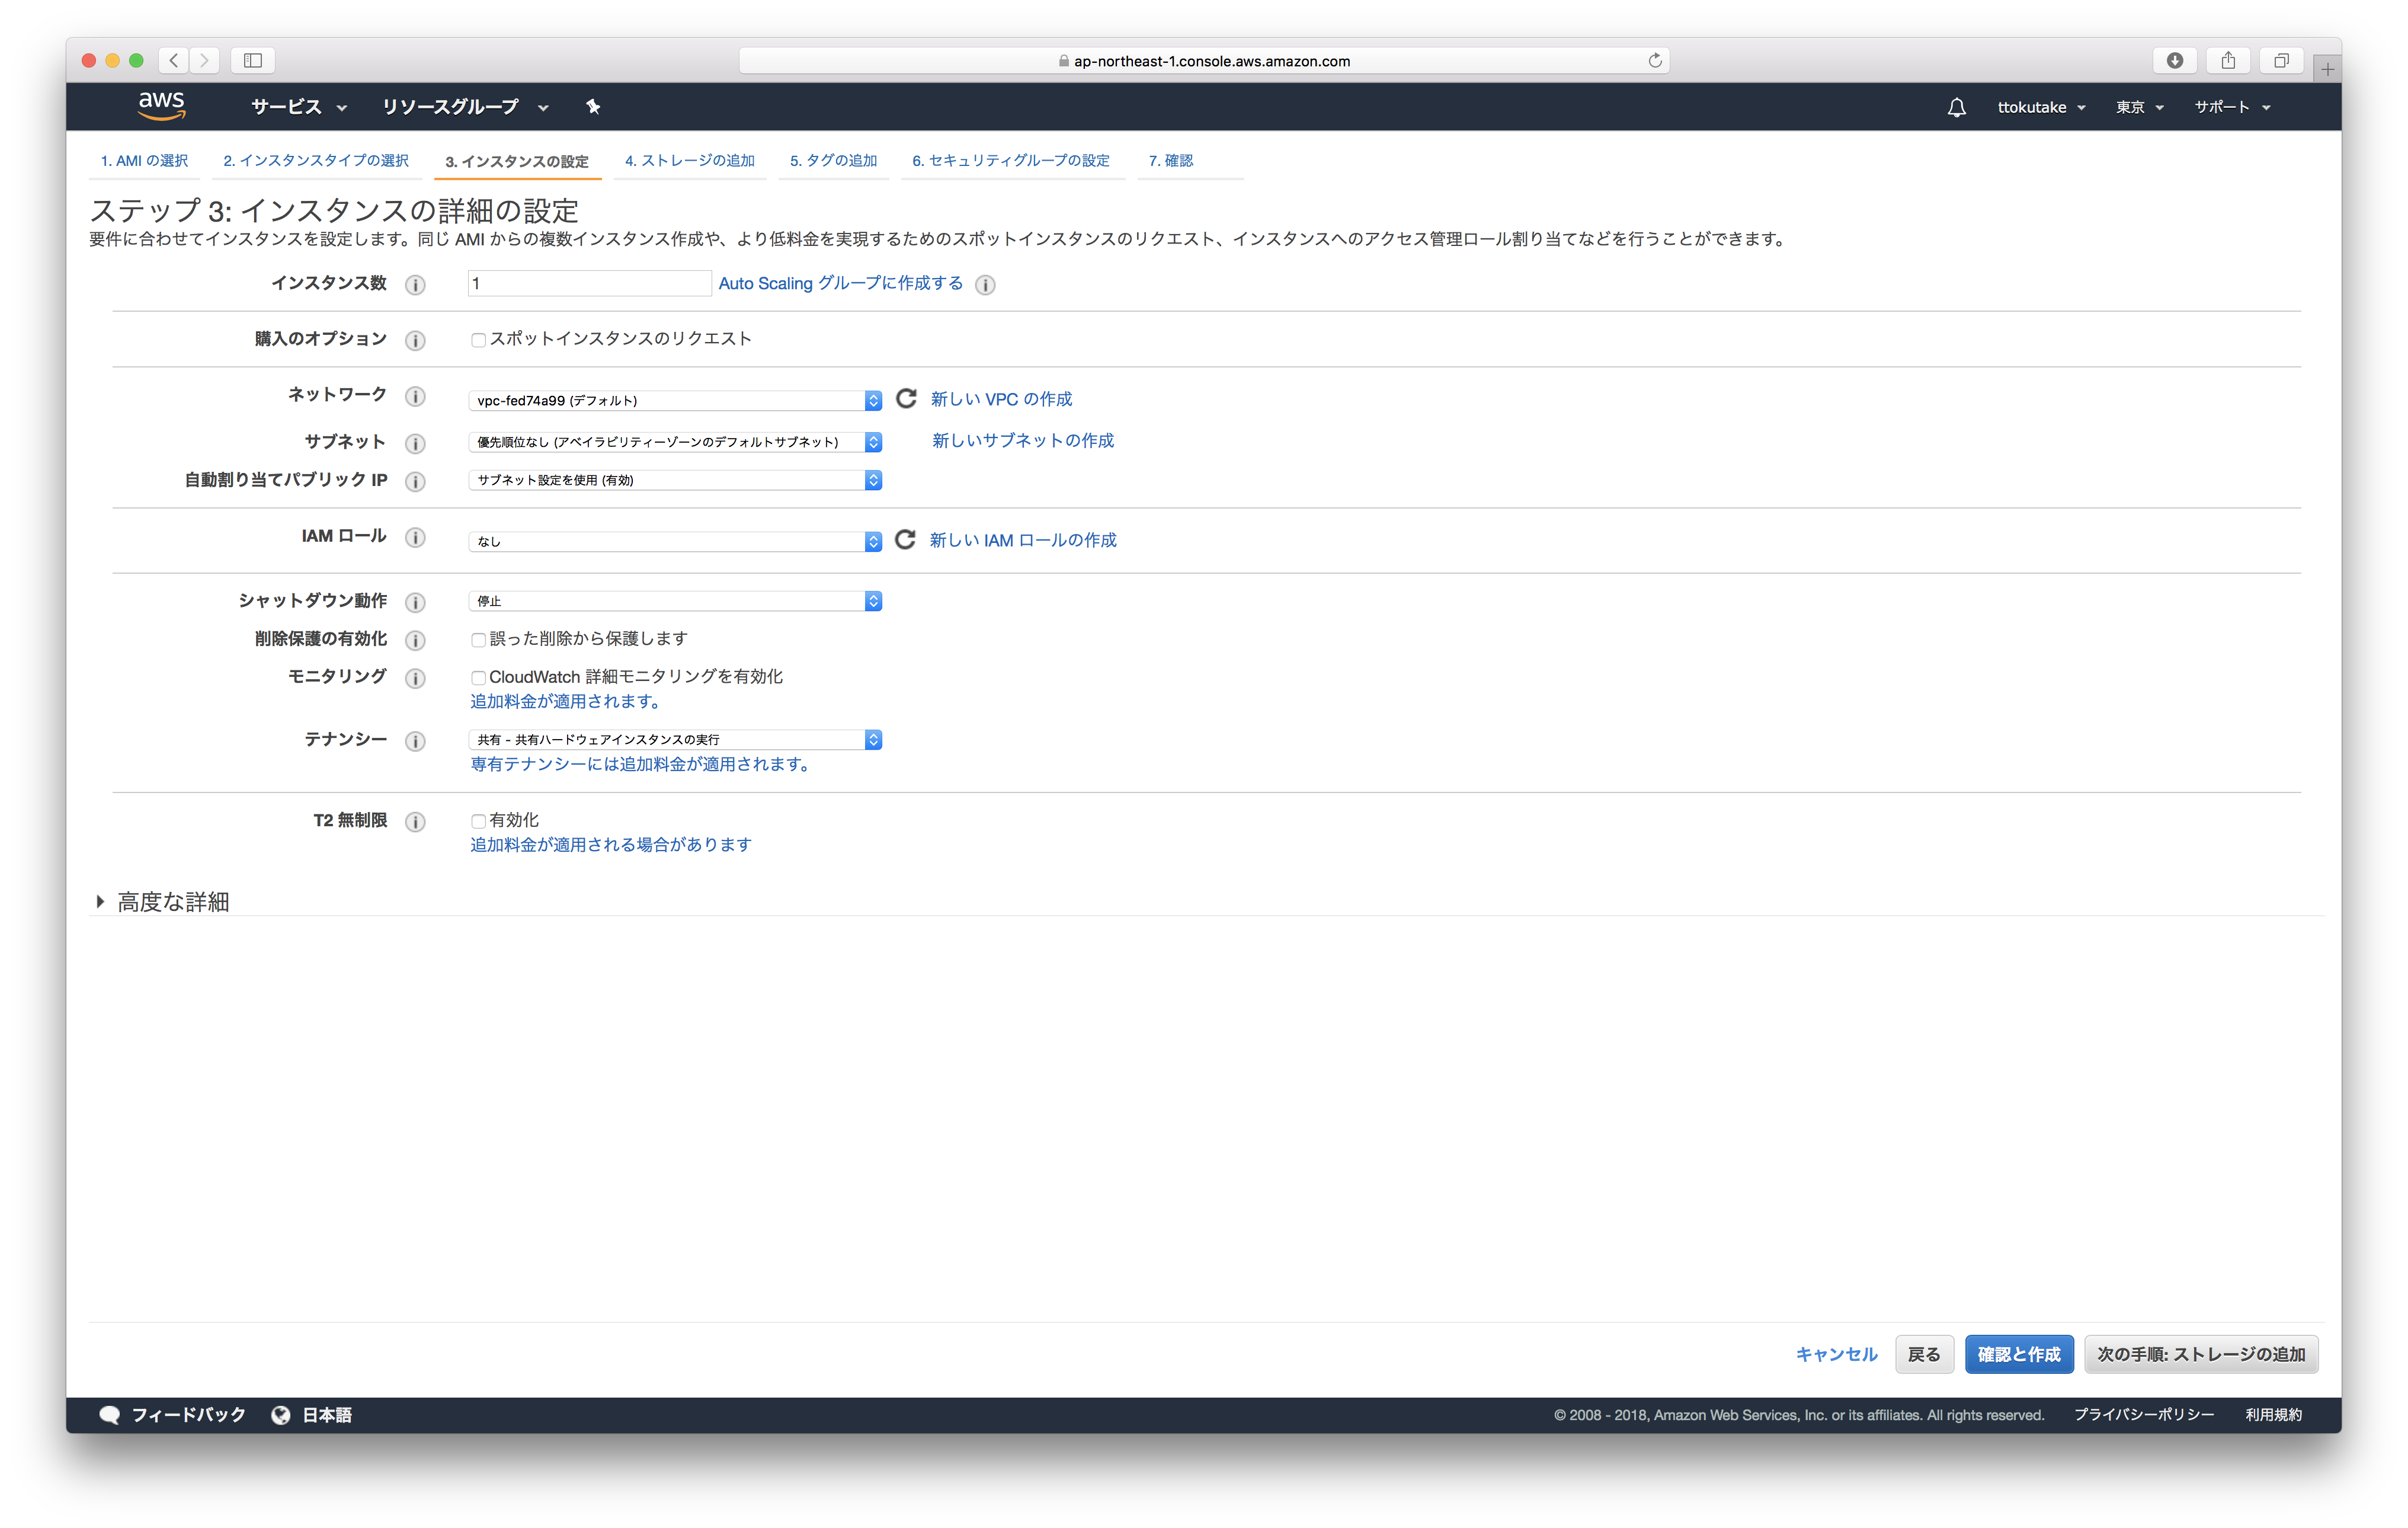 ap-northeast-1.console.aws.amazon.com
aws サービス リソースグループ ttokutake 東京 サポート
1. AMI の選択 2. インスタンスタイプの選択 3. インスタンスの設定 4. ストレージの追加 5. タグの追加 6. セキュリティグループの設定 7. 確認
ステップ 3: インスタンスの詳細の設定
要件に合わせてインスタンスを設定します。同じ AMI からの複数インスタンス作成や、より低料金を実現するためのスポットインスタンスのリクエスト、インスタンスへのアクセス管理ロール割り当てなどを行うことができます。
インスタンス数 1 Auto Scaling グループに作成する
購入のオプション スポットインスタンスのリクエスト
ネットワーク vpc-fed74a99 (デフォルト) 新しい VPC の作成
サブネット 優先順位なし (アベイラビリティーゾーンのデフォルトサブネット) 新しいサブネットの作成
自動割り当てパブリック IP サブネット設定を使用 (有効)
IAM ロール なし 新しい IAM ロールの作成
シャットダウン動作 停止
削除保護の有効化 誤った削除から保護します
モニタリング CloudWatch 詳細モニタリングを有効化
追加料金が適用されます。
テナンシー 共有 - 共有ハードウェアインスタンスの実行
専有テナンシーには追加料金が適用されます。
T2 無制限 有効化
追加料金が適用される場合があります
高度な詳細
キャンセル 戻る 確認と作成 次の手順: ストレージの追加
フィードバック 日本語 © 2008 - 2018, Amazon Web Services, Inc. or its affiliates. All rights reserved. プライバシーポリシー 利用規約